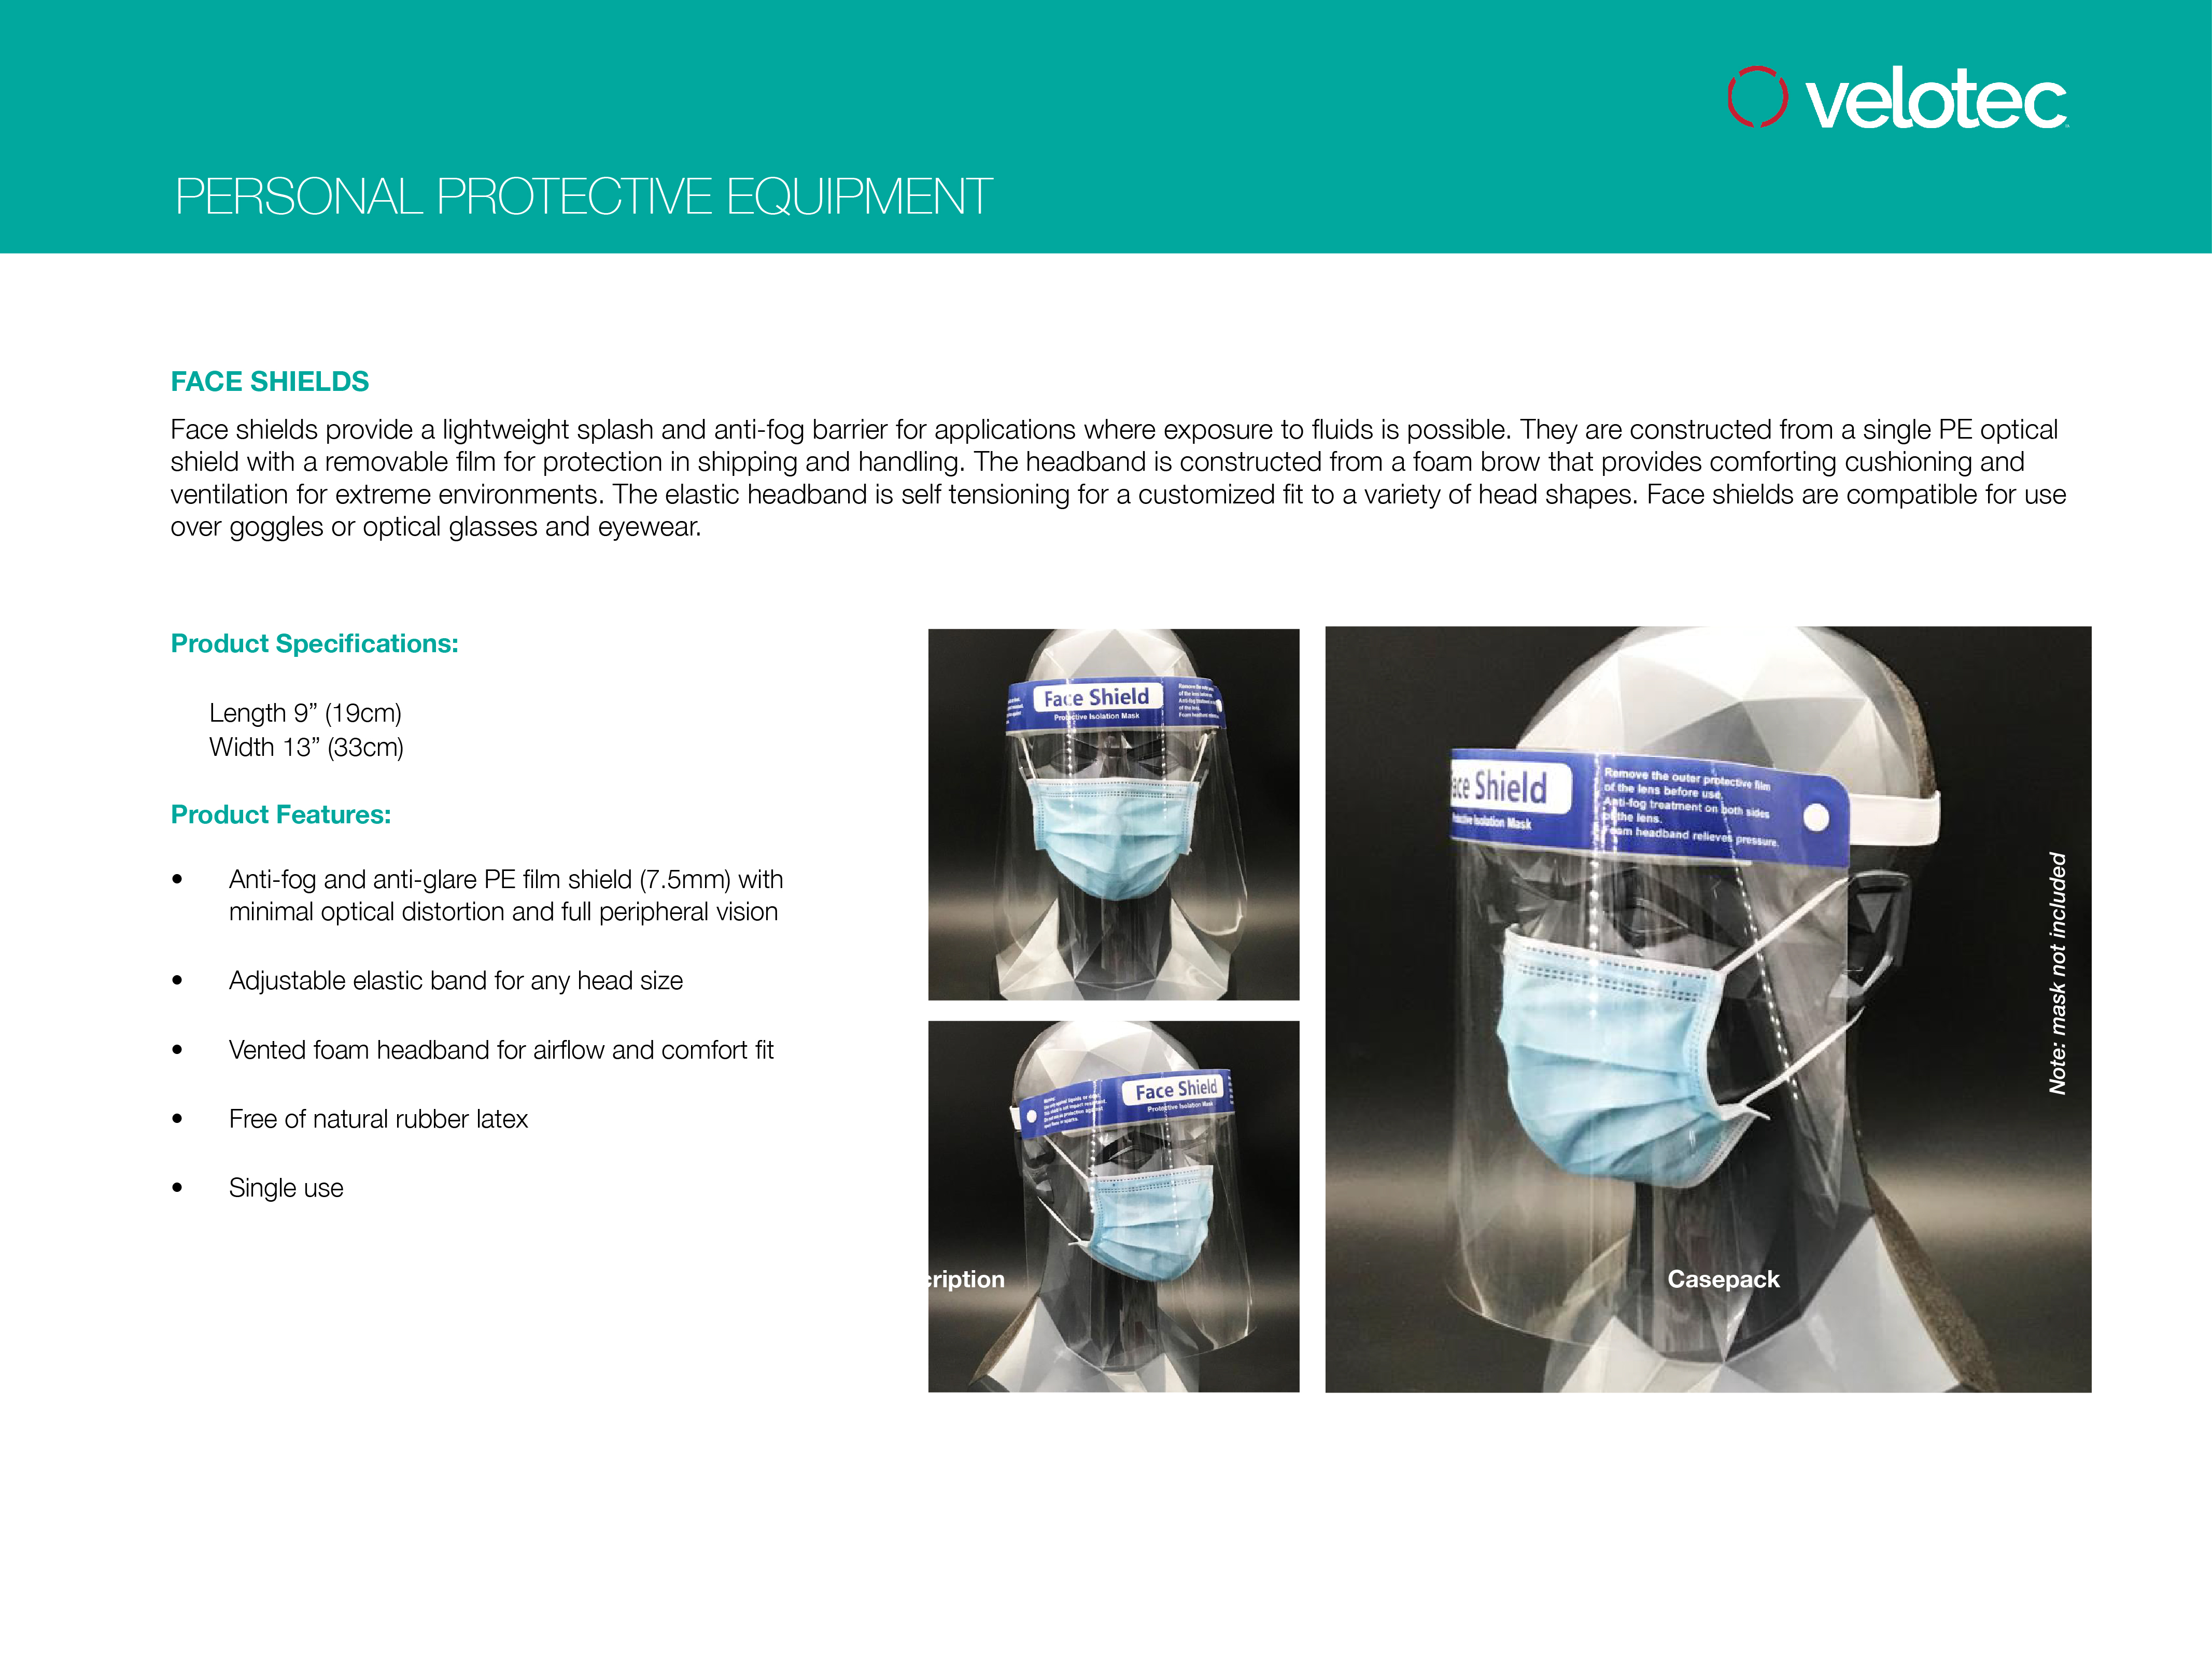 velotec
PERSONAL PROTECTIVE EQUIPMENT
FACE SHIELDS
Face shields provide a lightweight splash and anti-fog barrier for applications where exposure to fluids is possible. They are constructed from a single PE optical
shield with a removable film for protection in shipping and handling. The headband is constructed from a foam brow that provides comforting cushioning and
ventilation for extreme environments. The elastic headband is self tensioning for a customized fit to a variety of head shapes. Face shields are compatible for use
over goggles or optical glasses and eyewear.
Product Specifications:
Length 9” (19cm)
Width 13” (33cm)
Product Features:
• Anti-fog and anti-glare PE film shield (7.5mm) with
minimal optical distortion and full peripheral vision
• Adjustable elastic band for any head size
• Vented foam headband for airflow and comfort fit
• Free of natural rubber latex
• Single use
Face Shield
Protective Isolation Mask
Face Shield
Protective Isolation Mask
cription
ace Shield
Protective Isolation Mask
Remove the outer protective film
of the lens before use.
Anti-fog treatment on both sides
of the lens.
Foam headband relieves pressure.
Note: mask not included
Casepack